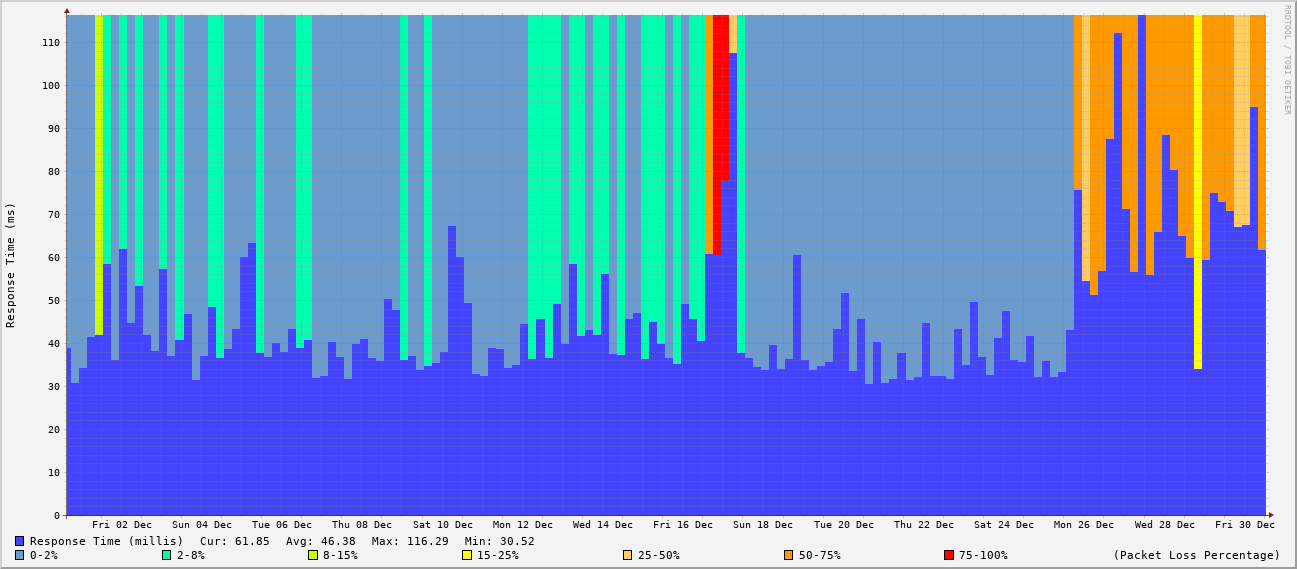 RRDTOOL / TOBI OETIKER
Response Time (ms)
110
100
90
80
70
60
50
40
30
20
10
0
Fri 02 Dec Sun 04 Dec Tue 06 Dec Thu 08 Dec Sat 10 Dec Mon 12 Dec Wed 14 Dec Fri 16 Dec Sun 18 Dec Tue 20 Dec Thu 22 Dec Sat 24 Dec Mon 26 Dec Wed 28 Dec Fri 30 Dec
Response Time (millis) Cur: 61.85 Avg: 46.38 Max: 116.29 Min: 30.52
0-2% 2-8% 8-15% 15-25% 25-50% 50-75% 75-100% (Packet Loss Percentage)